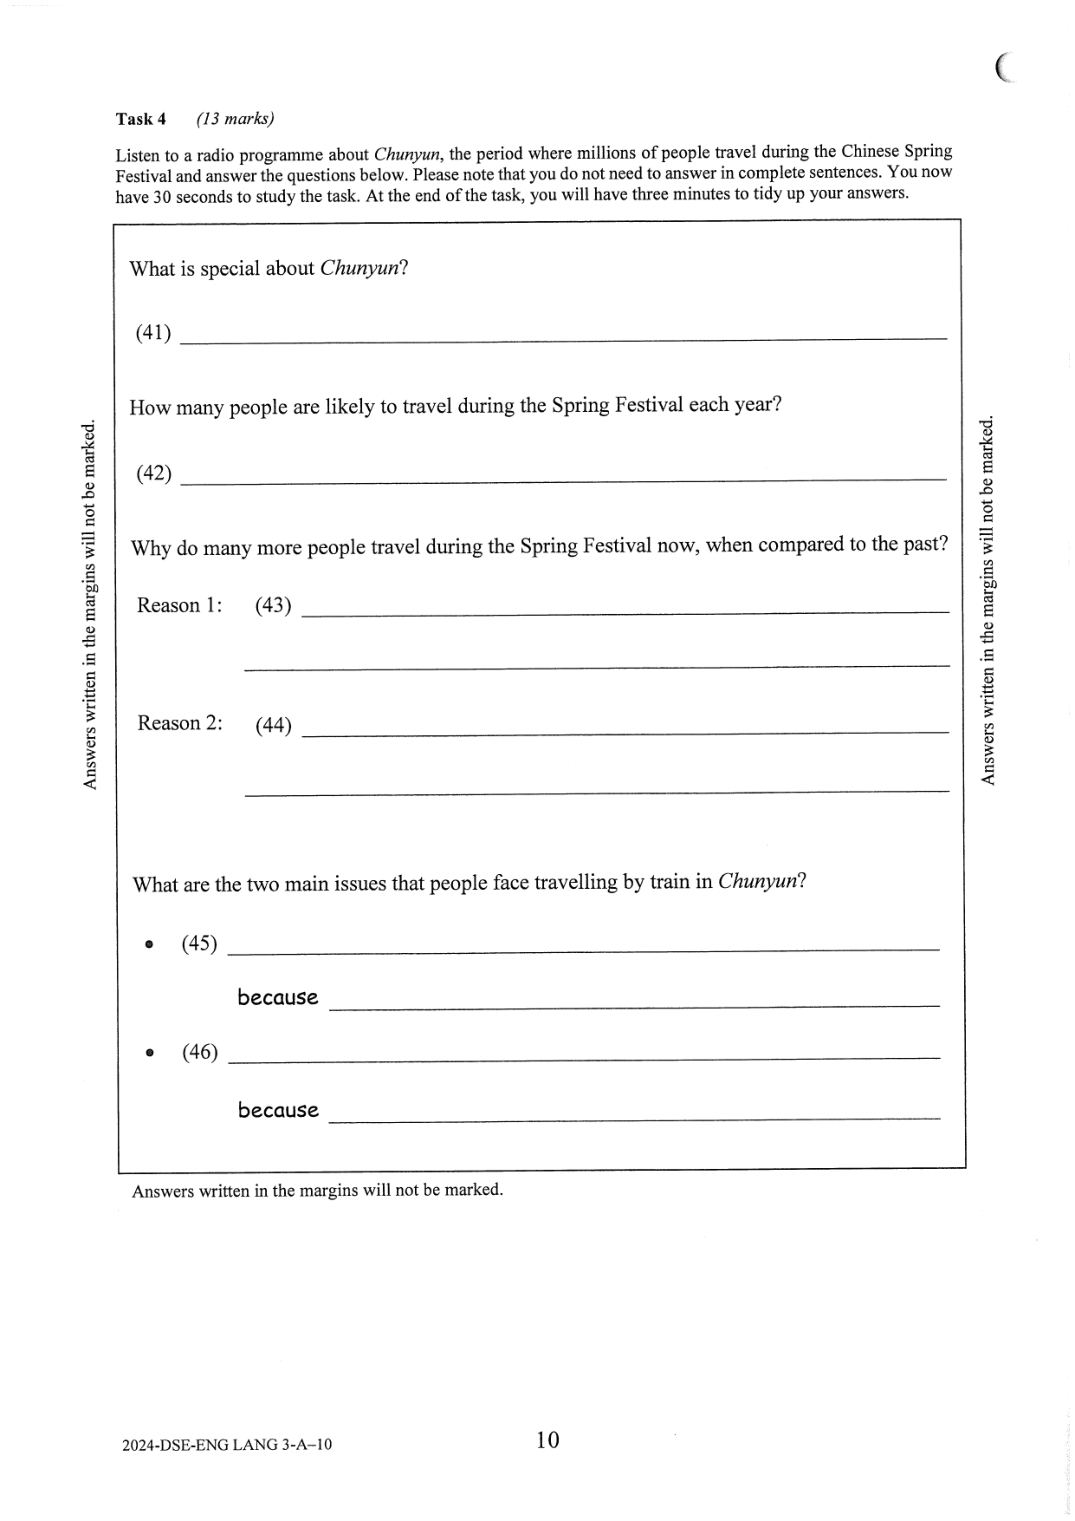 Task 4 (13 marks)
Listen to a radio programme about Chunyun, the period where millions of people travel during the Chinese Spring
Festival and answer the questions below. Please note that you do not need to answer in complete sentences. You now
have 30 seconds to study the task. At the end of the task, you will have three minutes to tidy up your answers.
What is special about Chunyun?
(41)
How many people are likely to travel during the Spring Festival each year?
(42)
Why do many more people travel during the Spring Festival now, when compared to the past?
Reason 1: (43)
Reason 2: (44)
What are the two main issues that people face travelling by train in Chunyun?
• (45)
because
• (46)
because
Answers written in the margins will not be marked.
Answers written in the margins will not be marked.
Answers written in the margins will not be marked.
2024-DSE-ENG LANG 3-A–10
10